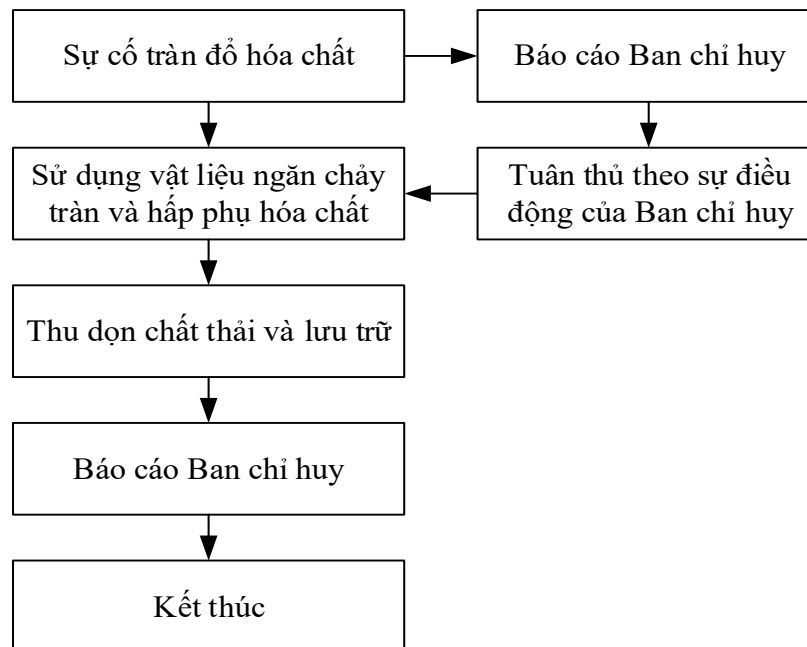 Sự cố tràn đổ hóa chất
Báo cáo Ban chỉ huy
Sử dụng vật liệu ngăn chảy
tràn và hấp phụ hóa chất
Tuân thủ theo sự điều
động của Ban chỉ huy
Thu dọn chất thải và lưu trữ
Báo cáo Ban chỉ huy
Kết thúc